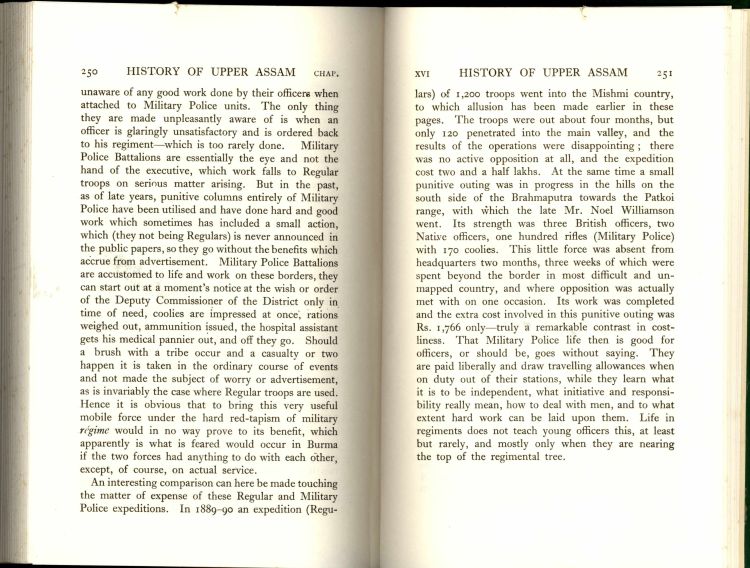 250 HISTORY OF UPPER ASSAM CHAP.
unaware of any good work done by their officers when
attached to Military Police units. The only thing
they are made unpleasantly aware of is when an
officer is glaringly unsatisfactory and is ordered back
to his regiment—which is too rarely done. Military
Police Battalions are essentially the eye and not the
hand of the executive, which work falls to Regular
troops on serious matter arising. But in the past,
as of late years, punitive columns entirely of Military
Police have been utilised and have done hard and good
work which sometimes has included a small action,
which (they not being Regulars) is never announced in
the public papers, so they go without the benefits which
accrue from advertisement. Military Police Battalions
are accustomed to life and work on these borders, they
can start out at a moment's notice at the wish or order
of the Deputy Commissioner of the District only in
time of need, coolies are impressed at once, rations
weighed out, ammunition issued, the hospital assistant
gets his medical pannier out, and off they go. Should
a brush with a tribe occur and a casualty or two
happen it is taken in the ordinary course of events
and not made the subject of worry or advertisement,
as is invariably the case where Regular troops are used.
Hence it is obvious that to bring this very useful
mobile force under the hard red-tapism of military
régime would in no way prove to its benefit, which
apparently is what is feared would occur in Burma
if the two forces had anything to do with each other,
except, of course, on actual service.
An interesting comparison can here be made touching
the matter of expense of these Regular and Military
Police expeditions. In 1889–90 an expedition (Regu-
XVI HISTORY OF UPPER ASSAM 251
lars) of 1,200 troops went into the Mishmi country,
to which allusion has been made earlier in these
pages. The troops were out about four months, but
only 120 penetrated into the main valley, and the
results of the operations were disappointing ; there
was no active opposition at all, and the expedition
cost two and a half lakhs. At the same time a small
punitive outing was in progress in the hills on the
south side of the Brahmaputra towards the Patkoi
range, with which the late Mr. Noel Williamson
went. Its strength was three British officers, two
Native officers, one hundred rifles (Military Police)
with 170 coolies. This little force was absent from
headquarters two months, three weeks of which were
spent beyond the border in most difficult and un-
mapped country, and where opposition was actually
met with on one occasion. Its work was completed
and the extra cost involved in this punitive outing was
Rs. 1,766 only—truly a remarkable contrast in cost-
liness. That Military Police life then is good for
officers, or should be, goes without saying. They
are paid liberally and draw travelling allowances when
on duty out of their stations, while they learn what
it is to be independent, what initiative and responsi-
bility really mean, how to deal with men, and to what
extent hard work can be laid upon them. Life in
regiments does not teach young officers this, at least
but rarely, and mostly only when they are nearing
the top of the regimental tree.